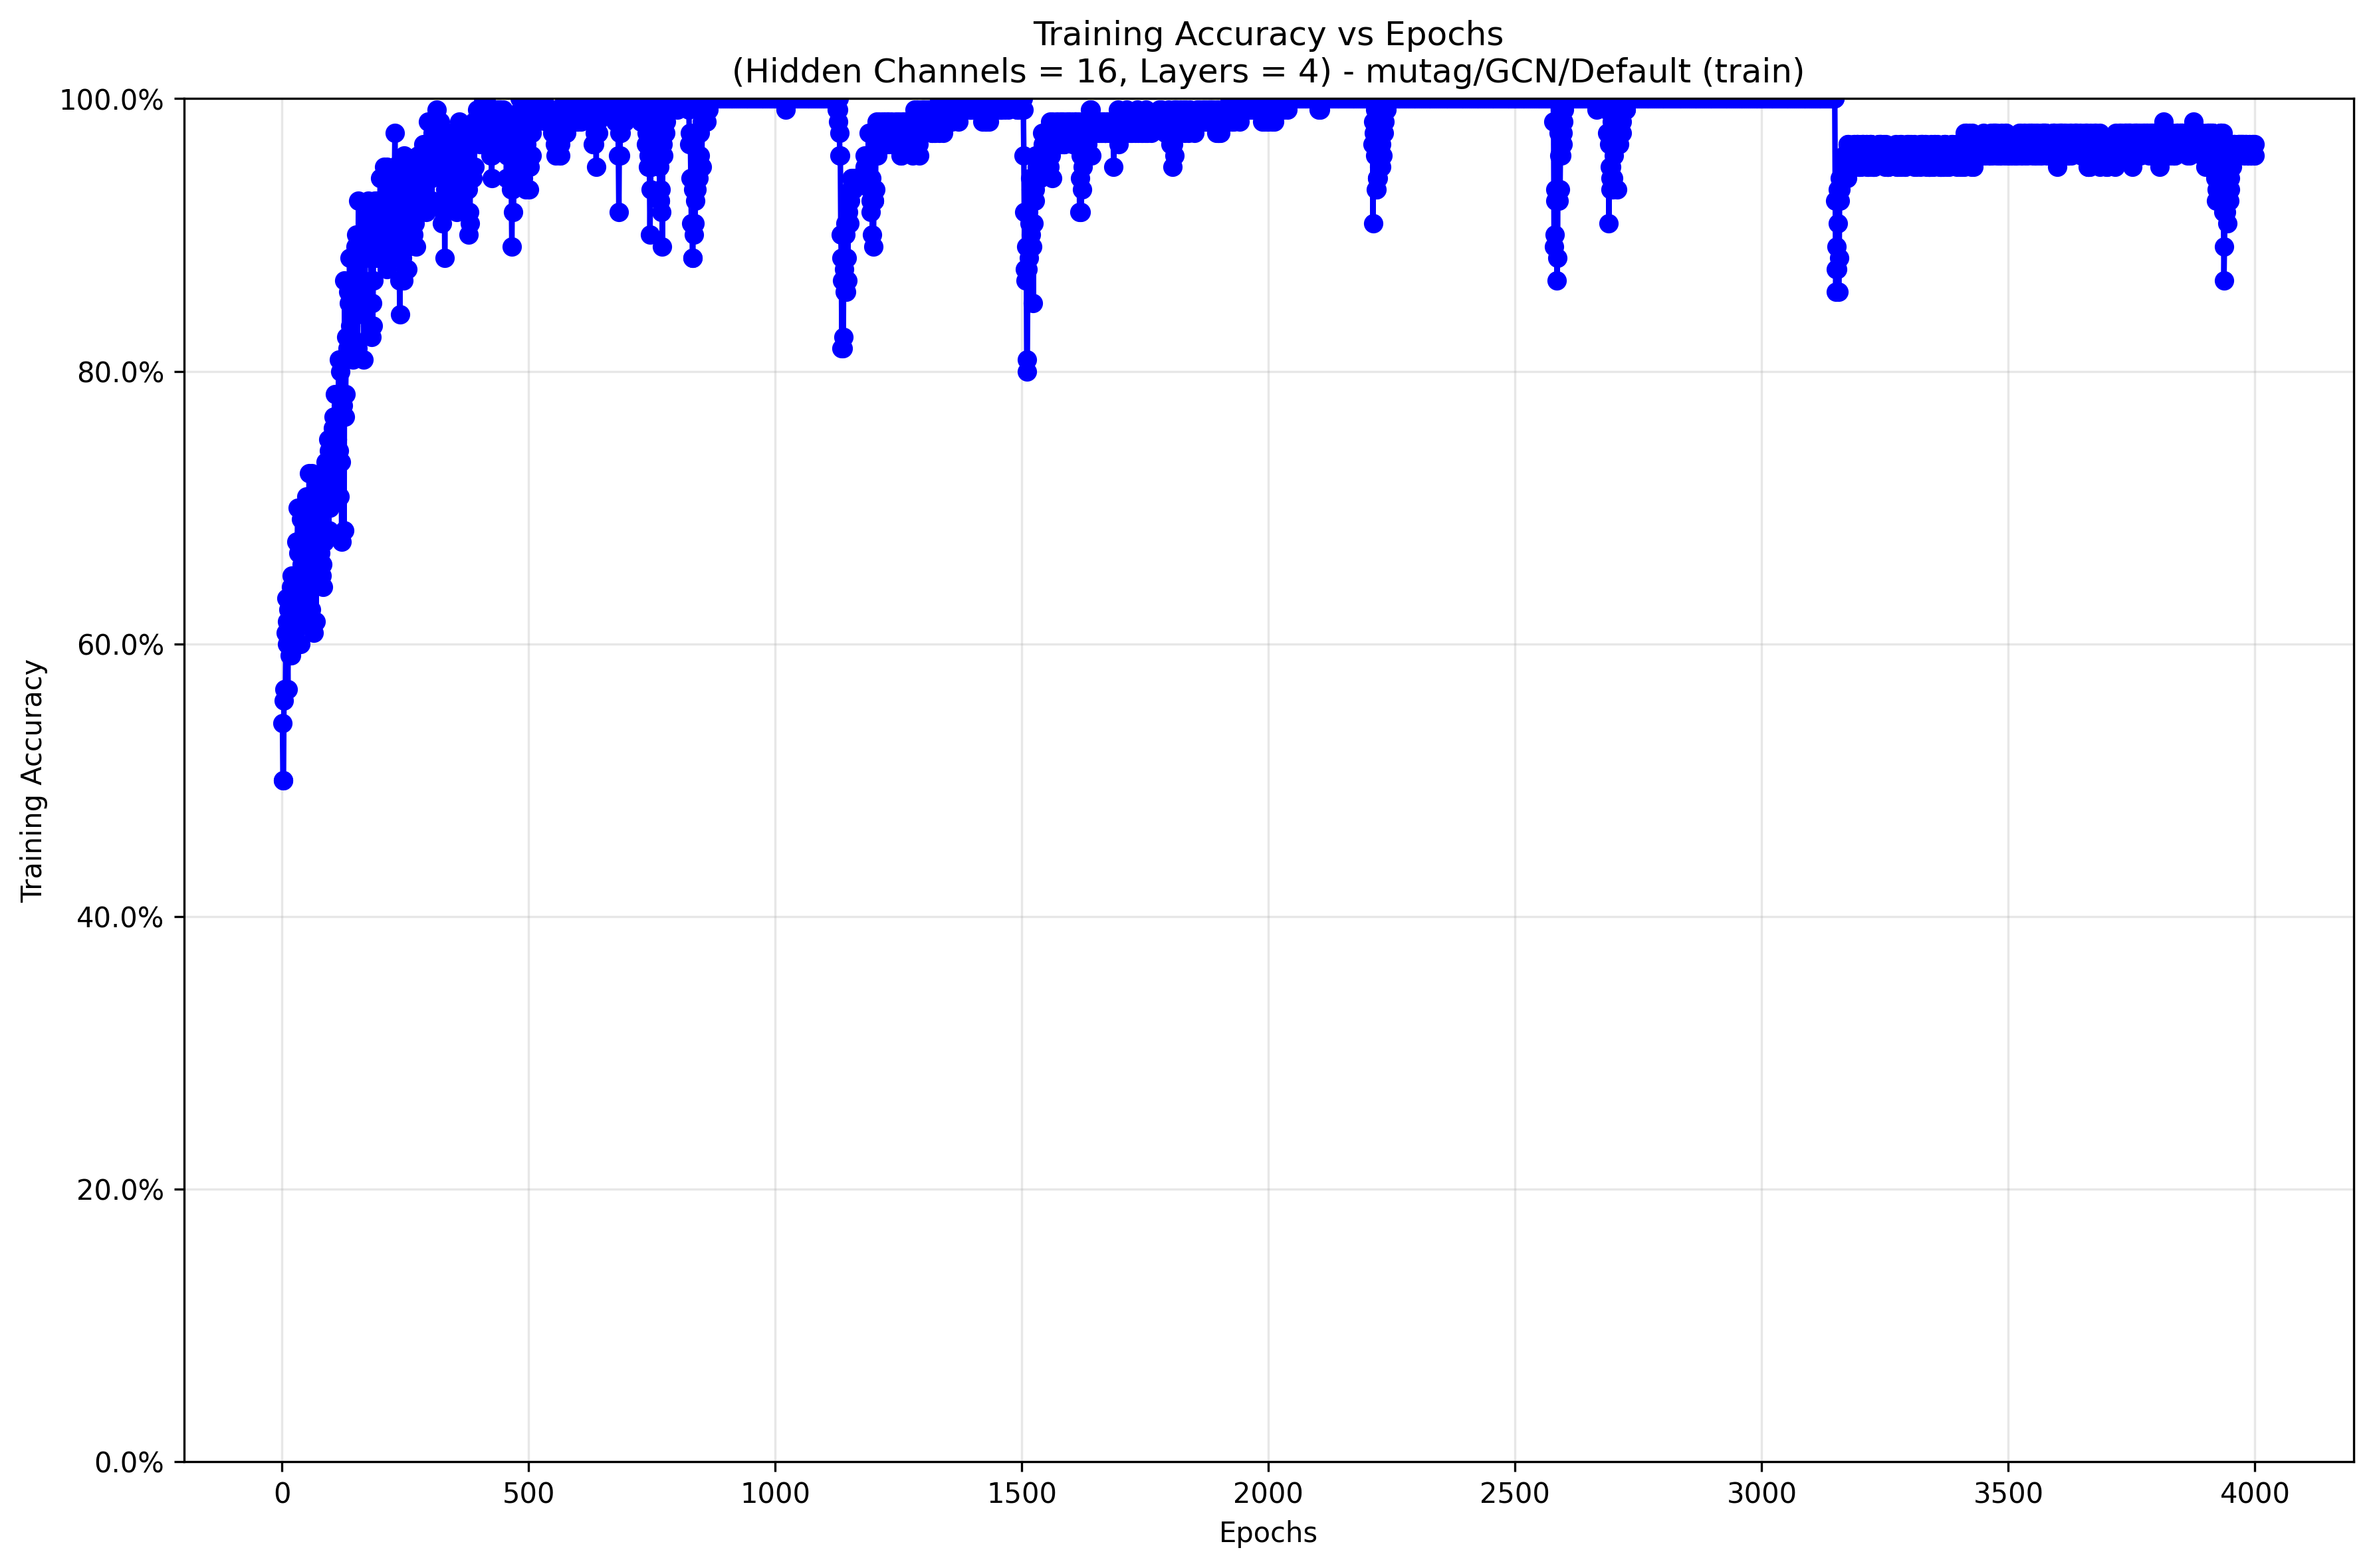 Training Accuracy vs Epochs
(Hidden Channels = 16, Layers = 4) - mutag/GCN/Default (train)
100.0%
80.0%
60.0%
40.0%
20.0%
0.0%
Training Accuracy
0 500 1000 1500 2000 2500 3000 3500 4000
Epochs